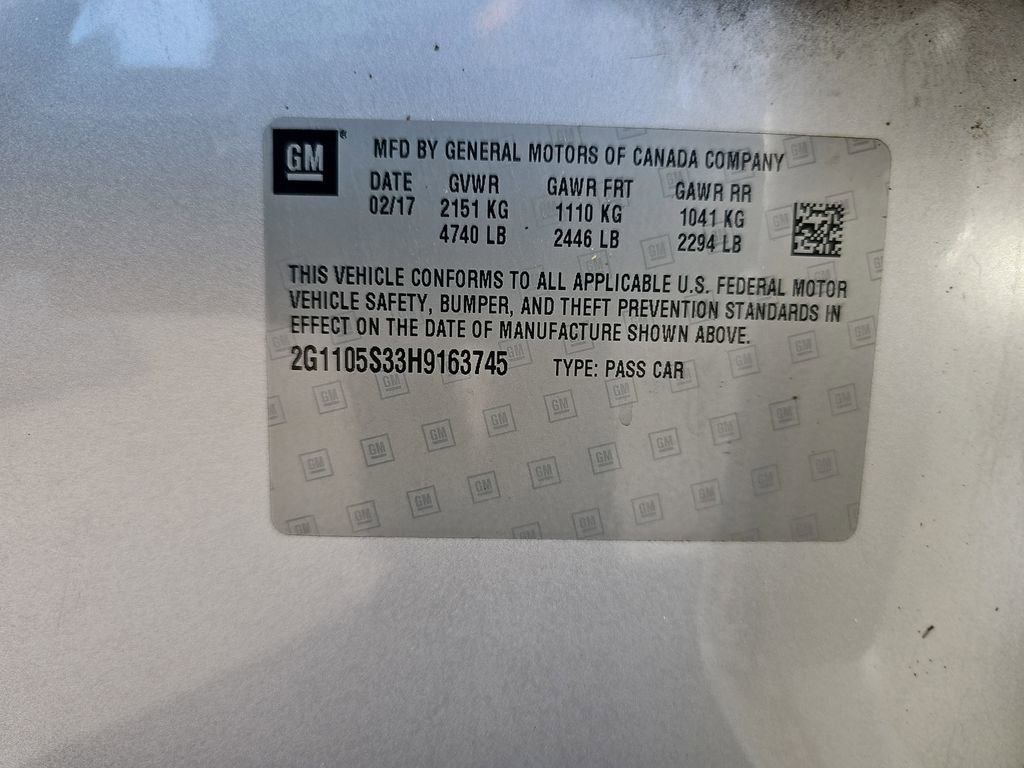 GM® MFD BY GENERAL MOTORS OF CANADA COMPANY
DATE GVWR GAWR FRT GAWR RR
02/17 2151 KG 1110 KG 1041 KG
4740 LB 2446 LB 2294 LB
THIS VEHICLE CONFORMS TO ALL APPLICABLE U.S. FEDERAL MOTOR
VEHICLE SAFETY, BUMPER, AND THEFT PREVENTION STANDARDS IN
EFFECT ON THE DATE OF MANUFACTURE SHOWN ABOVE.
2G1105S33H9163745 TYPE: PASS CAR